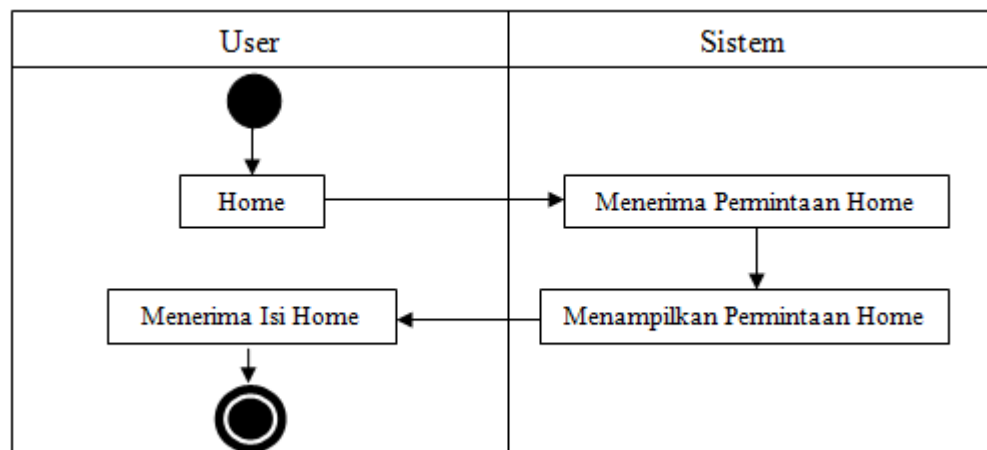 User
Sistem
Home
Menerima Permintaan Home
Menerima Isi Home
Menampilkan Permintaan Home